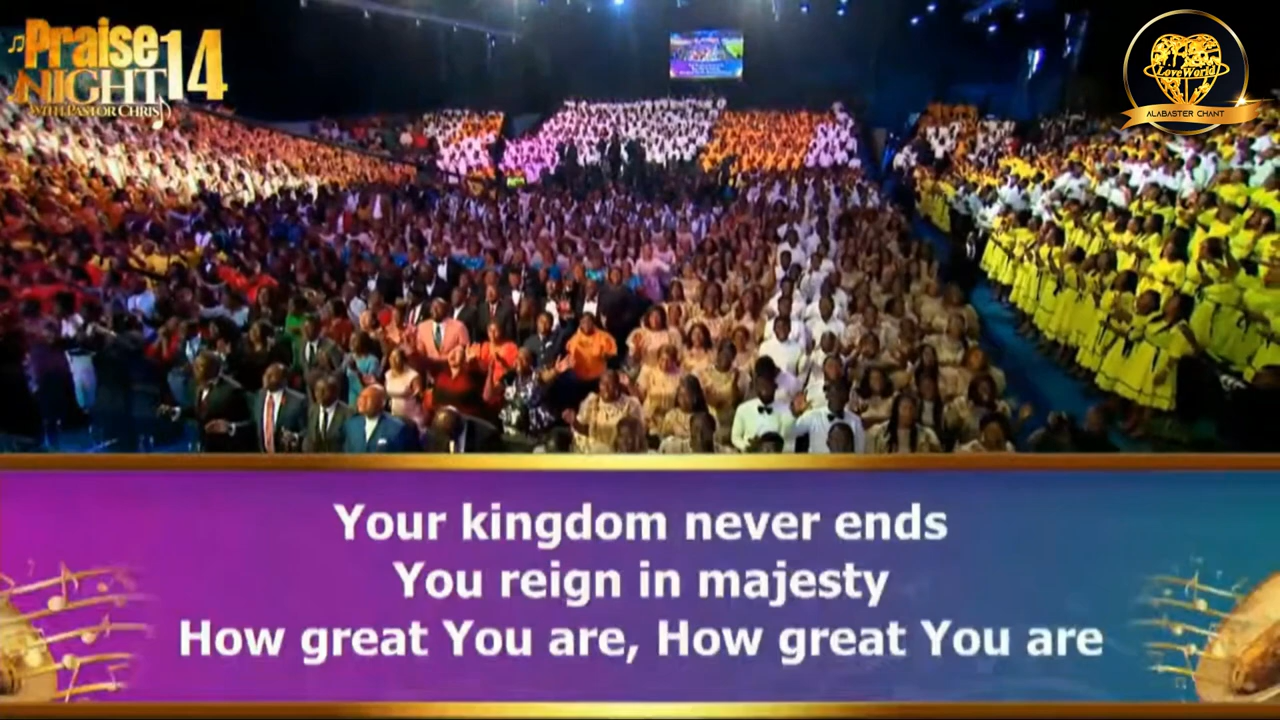 Praise
NIGHT 14
WITH PASTOR CHRIS
LoveWorld
ALABASTER CHANT
Your kingdom never ends
You reign in majesty
How great You are, How great You are